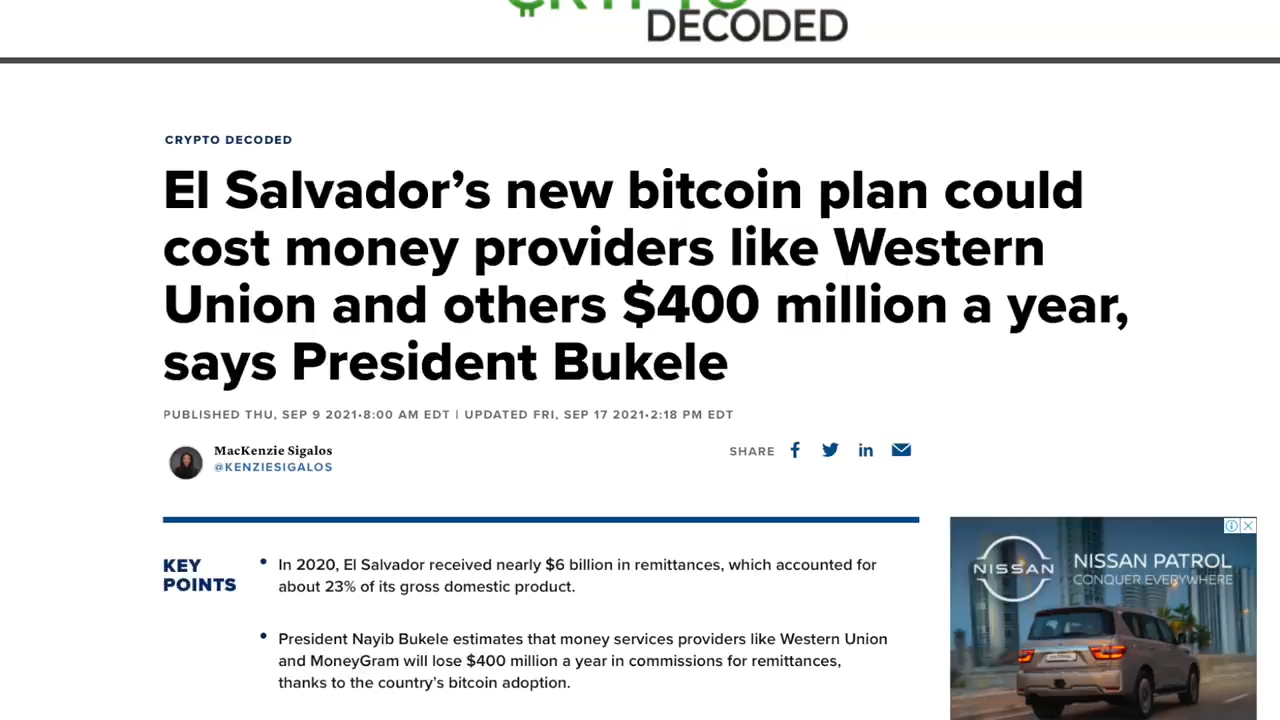 CRYPTO
DECODED
CRYPTO DECODED
El Salvador’s new bitcoin plan could
cost money providers like Western
Union and others $400 million a year,
says President Bukele
PUBLISHED THU, SEP 9 2021•8:00 AM EDT | UPDATED FRI, SEP 17 2021•2:18 PM EDT
MacKenzie Sigalos
@KENZIESIGALOS
SHARE
KEY
POINTS
• In 2020, El Salvador received nearly $6 billion in remittances, which accounted for
about 23% of its gross domestic product.
• President Nayib Bukele estimates that money services providers like Western Union
and MoneyGram will lose $400 million a year in commissions for remittances,
thanks to the country’s bitcoin adoption.
NISSAN
NISSAN PATROL
CONQUER EVERYWHERE